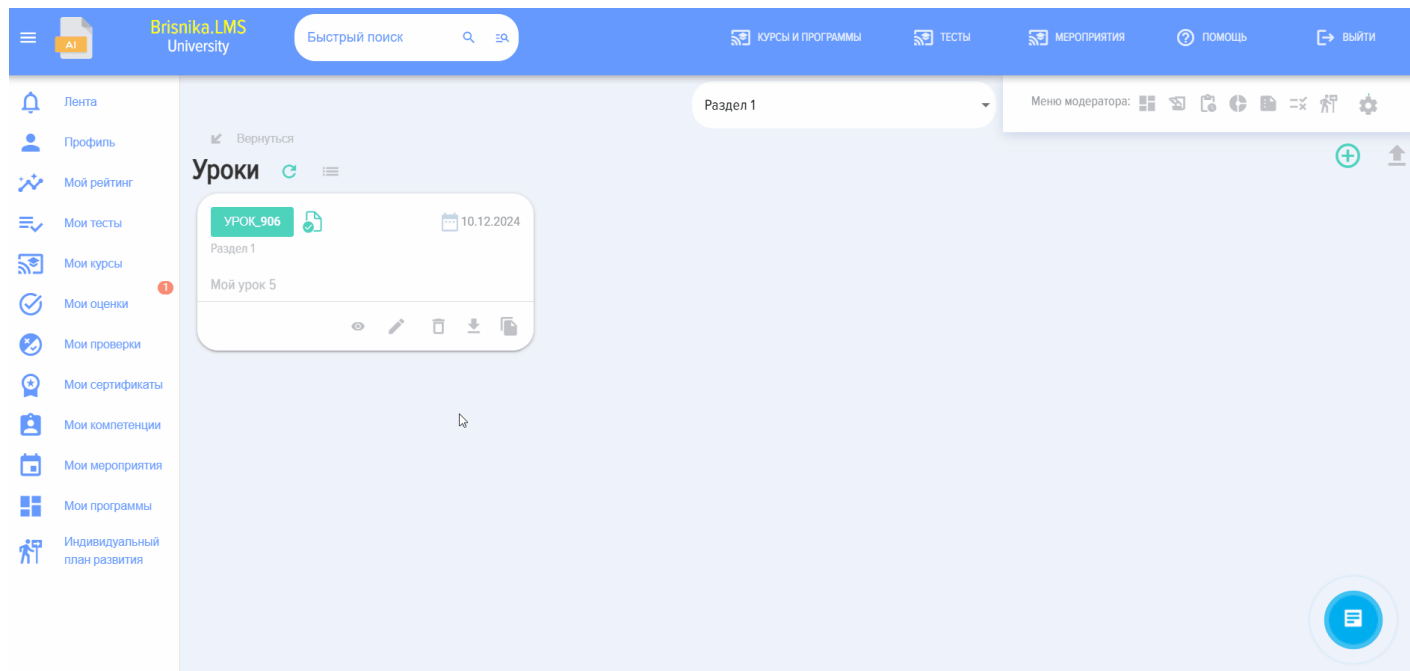 AI
Brisnika.LMS
University
Быстрый поиск
КУРСЫ И ПРОГРАММЫ
ТЕСТЫ
МЕРОПРИЯТИЯ
ПОМОЩЬ
ВЫЙТИ
Лента
Профиль
Мой рейтинг
Мои тесты
Мои курсы
1
Мои оценки
Мои проверки
Мои сертификаты
Мои компетенции
Мои мероприятия
Мои программы
Индивидуальный
план развития
Раздел 1
Меню модератора:
Вернуться
Уроки
УРОК_906
10.12.2024
Раздел 1
Мой урок 5